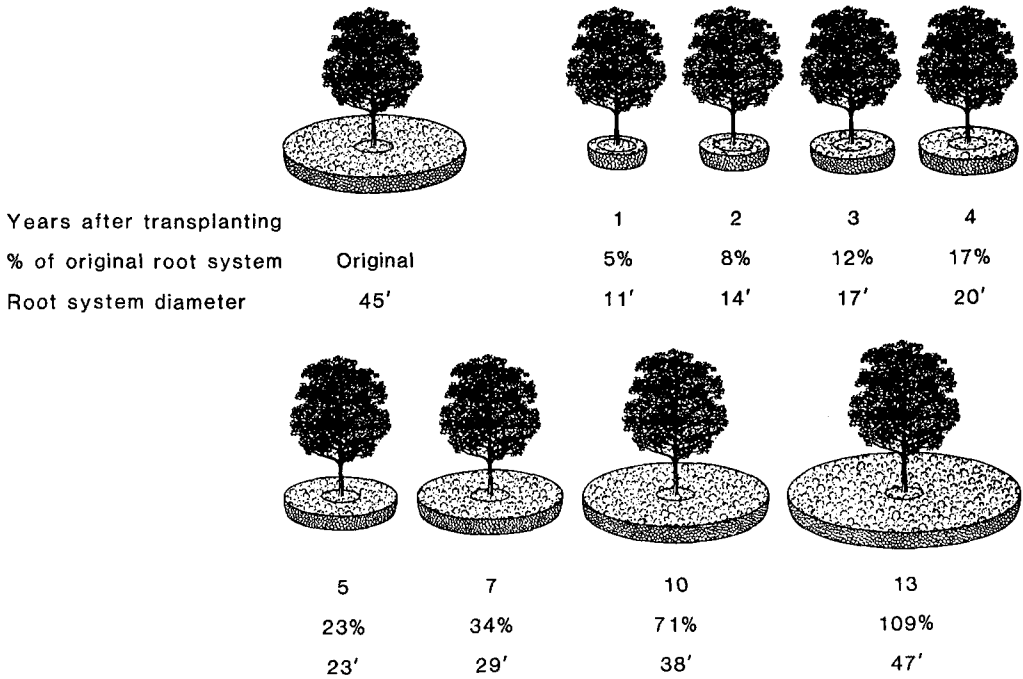 Years after transplanting 1 2 3 4
% of original root system Original 5% 8% 12% 17%
Root system diameter 45' 11' 14' 17' 20'
5 7 10 13
23% 34% 71% 109%
23' 29' 38' 47'